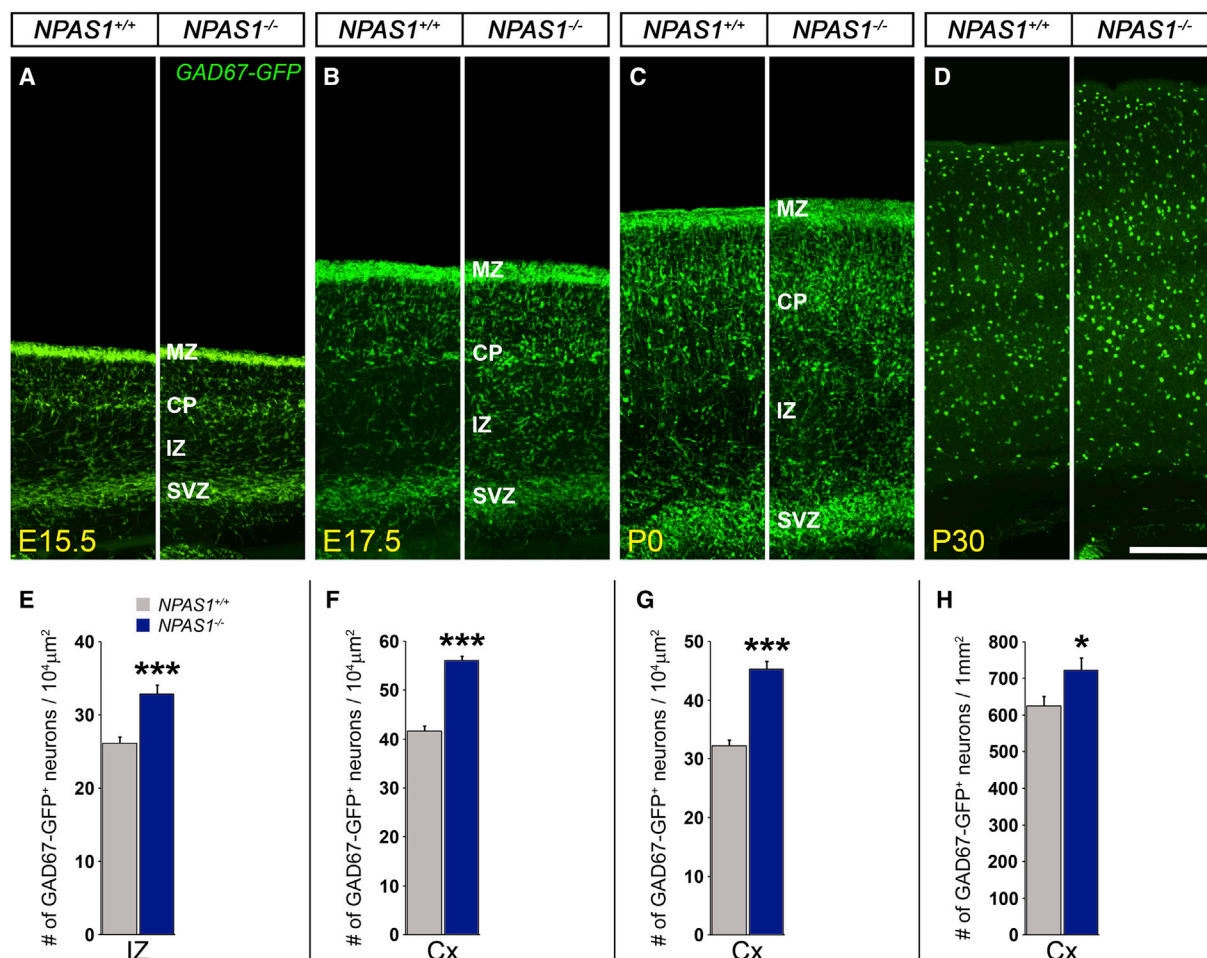 NPAS1+/+ NPAS1-/- NPAS1+/+ NPAS1-/- NPAS1+/+ NPAS1-/- NPAS1+/+ NPAS1-/-
A GAD67-GFP B C D
MZ
CP
IZ
SVZ
E15.5
MZ
CP
IZ
SVZ
E17.5
MZ
CP
IZ
SVZ
P0
P30
E
NPAS1+/+
NPAS1-/-
# of GAD67-GFP+ neurons / 10⁴µm²
40
30
20
10
0
***
IZ
F
# of GAD67-GFP+ neurons / 10⁴µm²
60
50
40
30
20
10
0
***
Cx
G
# of GAD67-GFP+ neurons / 10⁴µm²
50
40
30
20
10
0
***
Cx
H
# of GAD67-GFP+ neurons / 1mm²
800
700
600
500
400
300
200
100
0
*
Cx